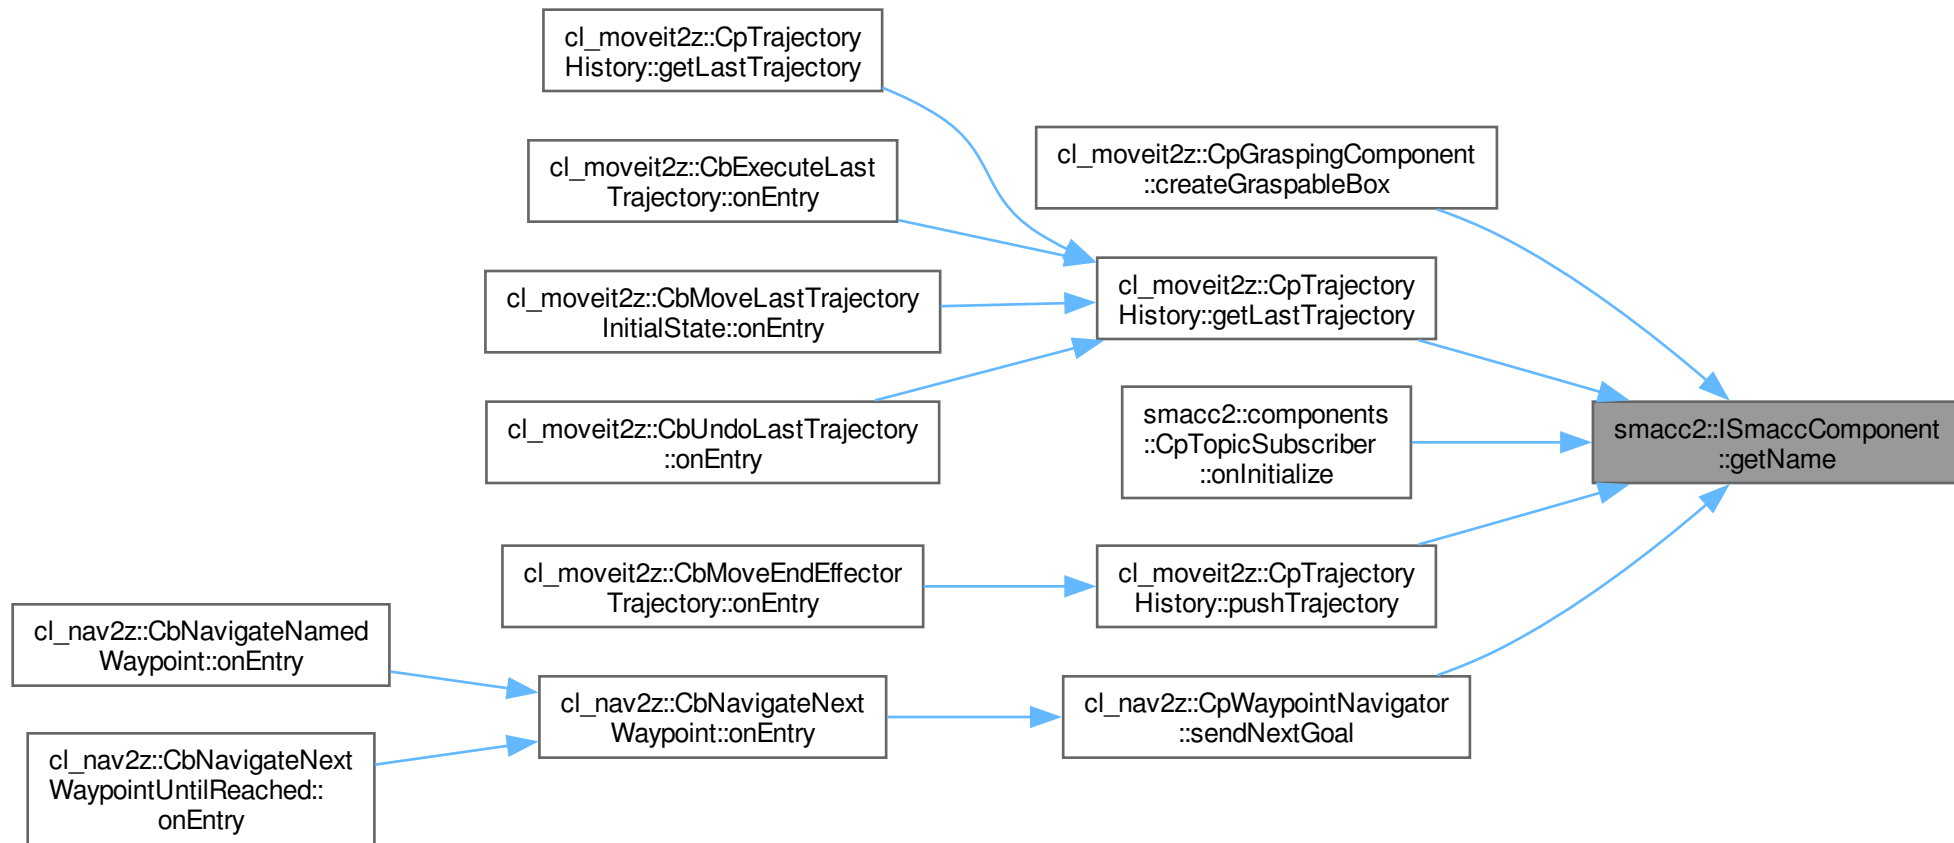 cl_moveit2z::CpTrajectory
History::getLastTrajectory
cl_moveit2z::CbExecuteLast
Trajectory::onEntry
cl_moveit2z::CbMoveLastTrajectory
InitialState::onEntry
cl_moveit2z::CbUndoLastTrajectory
::onEntry
cl_moveit2z::CbMoveEndEffector
Trajectory::onEntry
cl_nav2z::CbNavigateNamed
Waypoint::onEntry
cl_nav2z::CbNavigateNext
WaypointUntilReached::
onEntry
cl_nav2z::CbNavigateNext
Waypoint::onEntry
cl_moveit2z::CpGraspingComponent
::createGraspableBox
cl_moveit2z::CpTrajectory
History::getLastTrajectory
smacc2::components
::CpTopicSubscriber
::onInitialize
cl_moveit2z::CpTrajectory
History::pushTrajectory
cl_nav2z::CpWaypointNavigator
::sendNextGoal
smacc2::ISmaccComponent
::getName